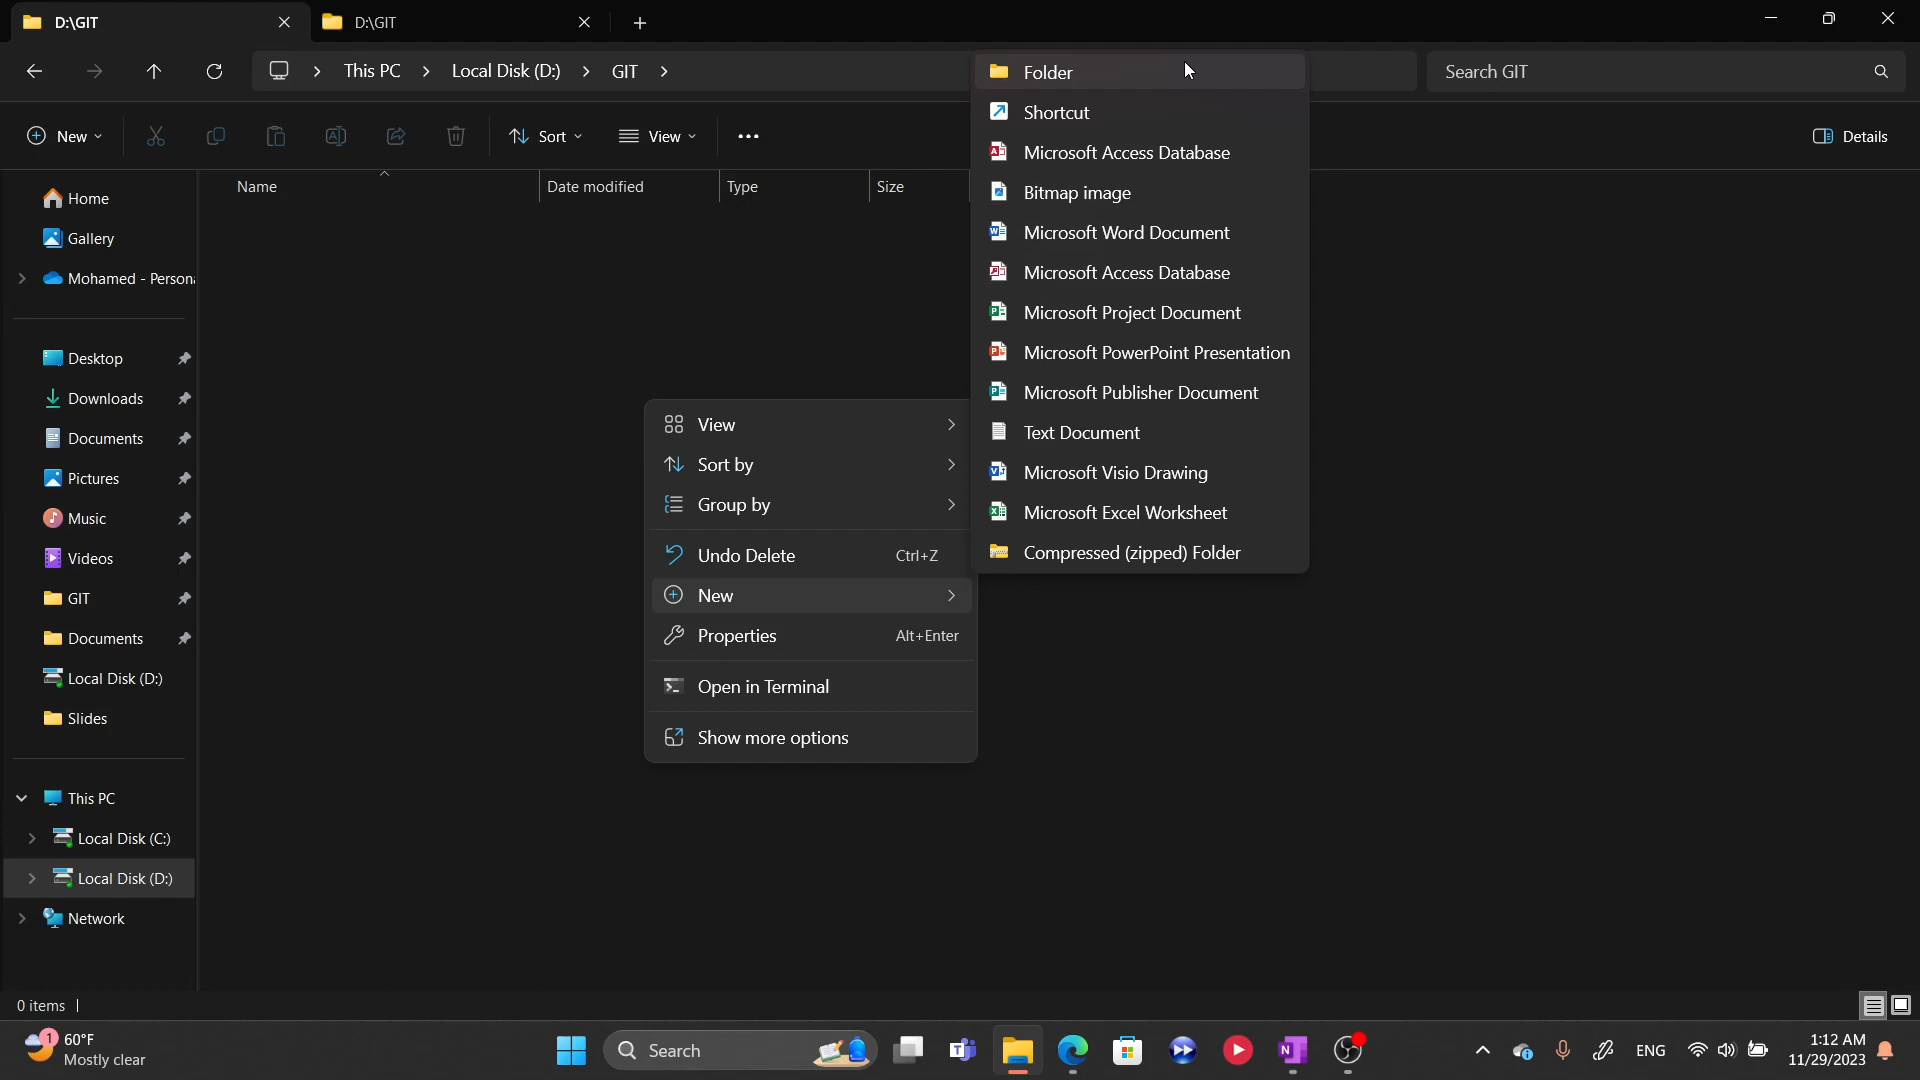 D:\GIT
D:\GIT
This PC
Local Disk (D:)
GIT
Search GIT
New
Sort
View
Details
Name
Date modified
Type
Size
Home
Gallery
Mohamed - Persona
Desktop
Downloads
Documents
Pictures
Music
Videos
GIT
Documents
Local Disk (D:)
Slides
This PC
Local Disk (C:)
Local Disk (D:)
Network
View
Sort by
Group by
Undo Delete Ctrl+Z
New
Properties Alt+Enter
Open in Terminal
Show more options
Folder
Shortcut
Microsoft Access Database
Bitmap image
Microsoft Word Document
Microsoft Access Database
Microsoft Project Document
Microsoft PowerPoint Presentation
Microsoft Publisher Document
Text Document
Microsoft Visio Drawing
Microsoft Excel Worksheet
Compressed (zipped) Folder
0 items
1
60°F
Mostly clear
Search
ENG
1:12 AM
11/29/2023